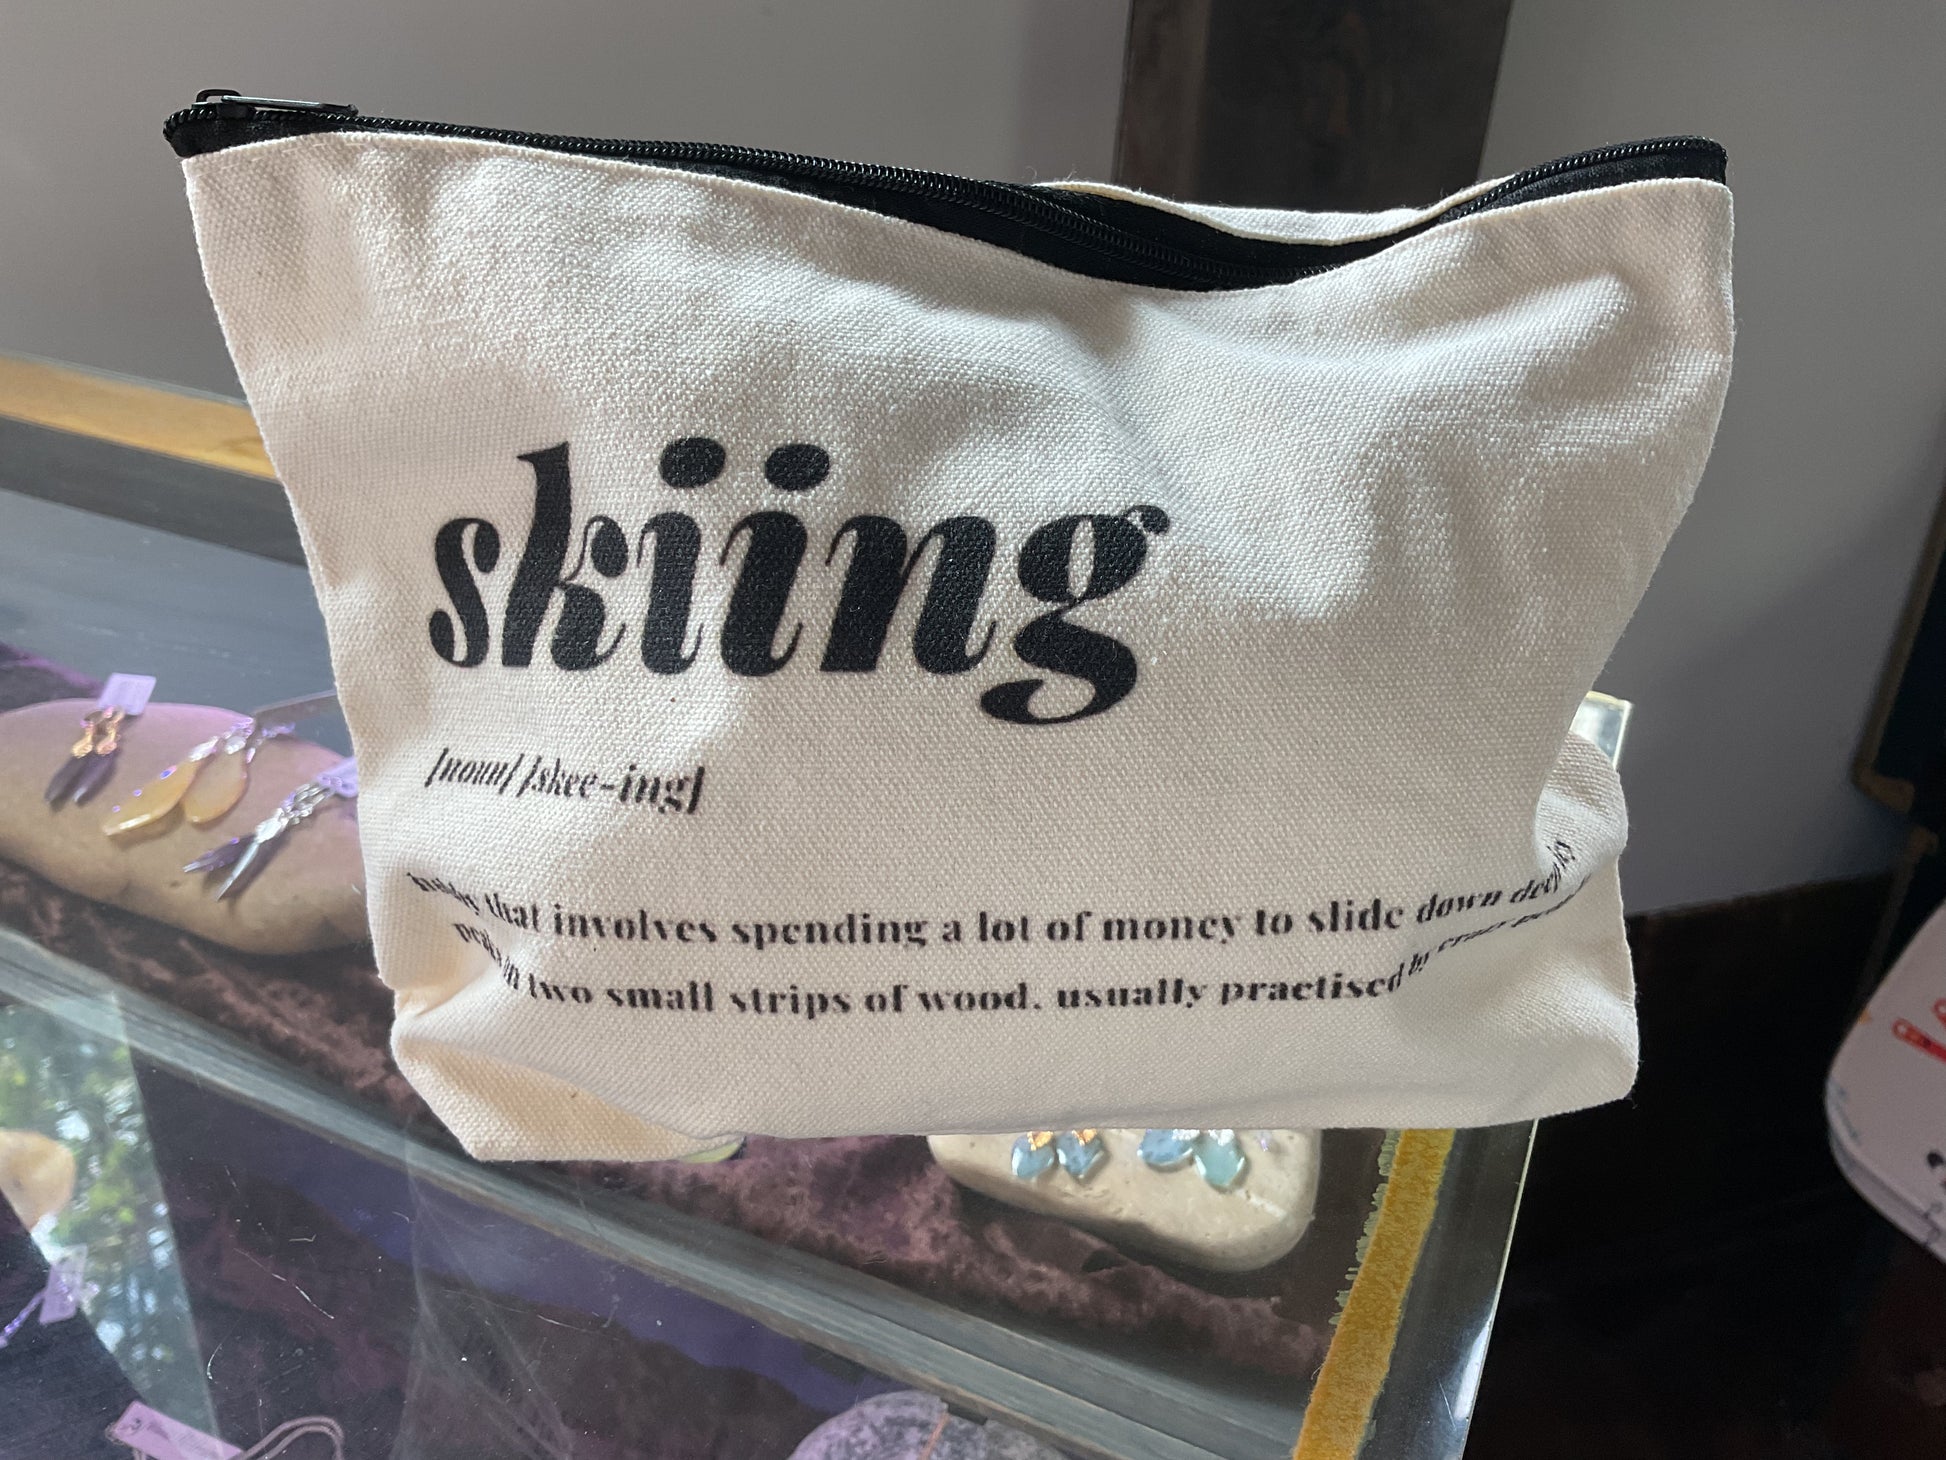 skiing
[noun] [skee-ing]
that involves spending a lot of money to slide down
two small strips of wood. usually practised by